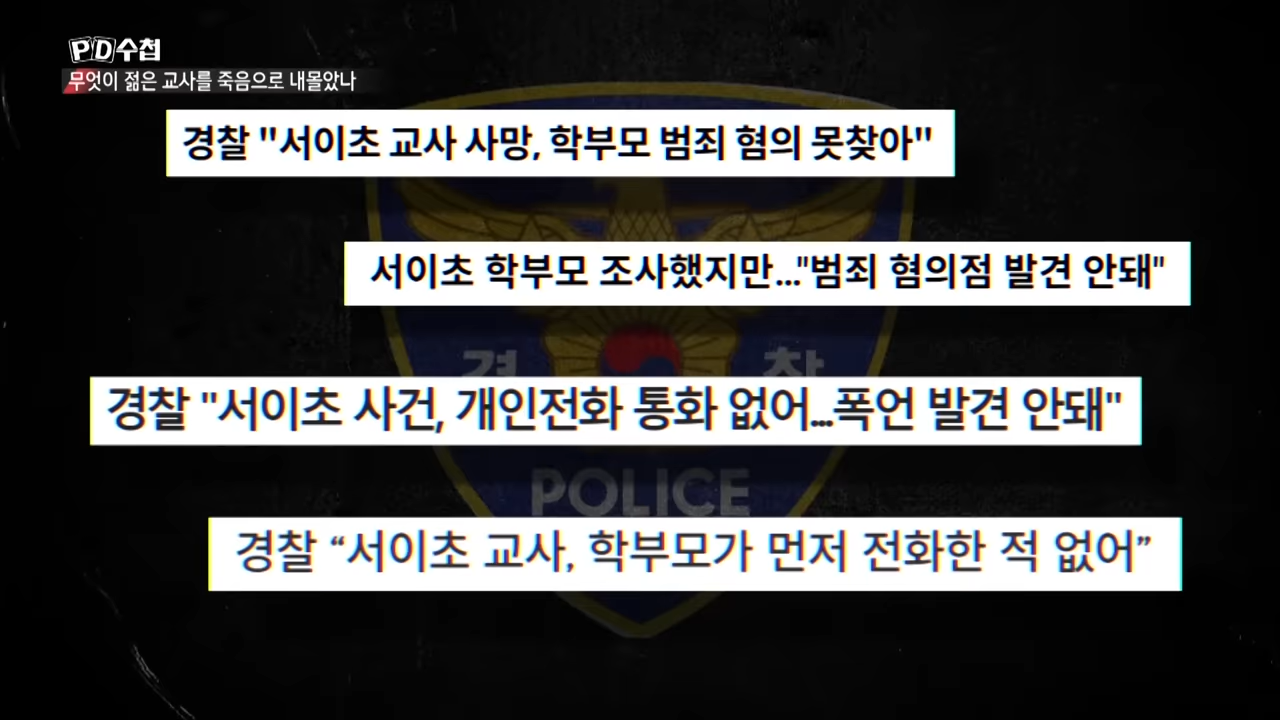 PD수첩
무엇이 젊은 교사를 죽음으로 내몰았나
경찰 "서이초 교사 사망, 학부모 범죄 혐의 못찾아"
서이초 학부모 조사했지만..."범죄 혐의점 발견 안돼"
경 찰
경찰 "서이초 사건, 개인전화 통화 없어...폭언 발견 안돼"
POLICE
경찰 “서이초 교사, 학부모가 먼저 전화한 적 없어”